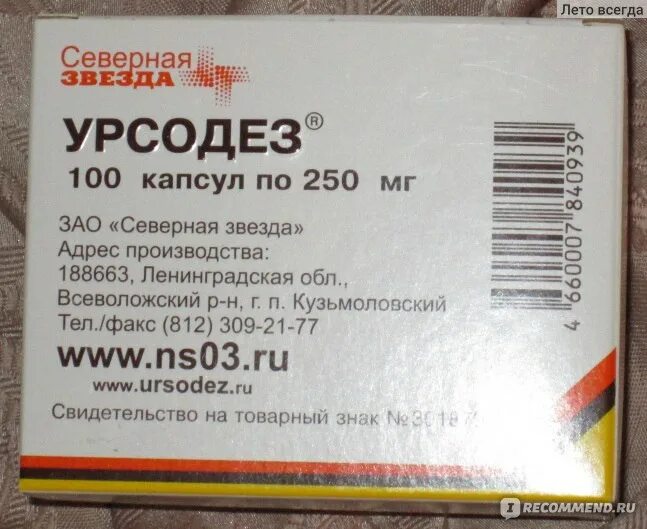 Лето всегда
Северная
ЗВЕЗДА
УРСОДЕЗ®
100 капсул по 250 мг
ЗАО «Северная звезда»
Адрес производства:
188663, Ленинградская обл.,
Всеволожский р-н, г. п. Кузьмоловский
Тел./факс (812) 309-21-77
www.ns03.ru
www.ursodez.ru
Свидетельство на товарный знак
4 660007 840939
IRECOMMEND.RU